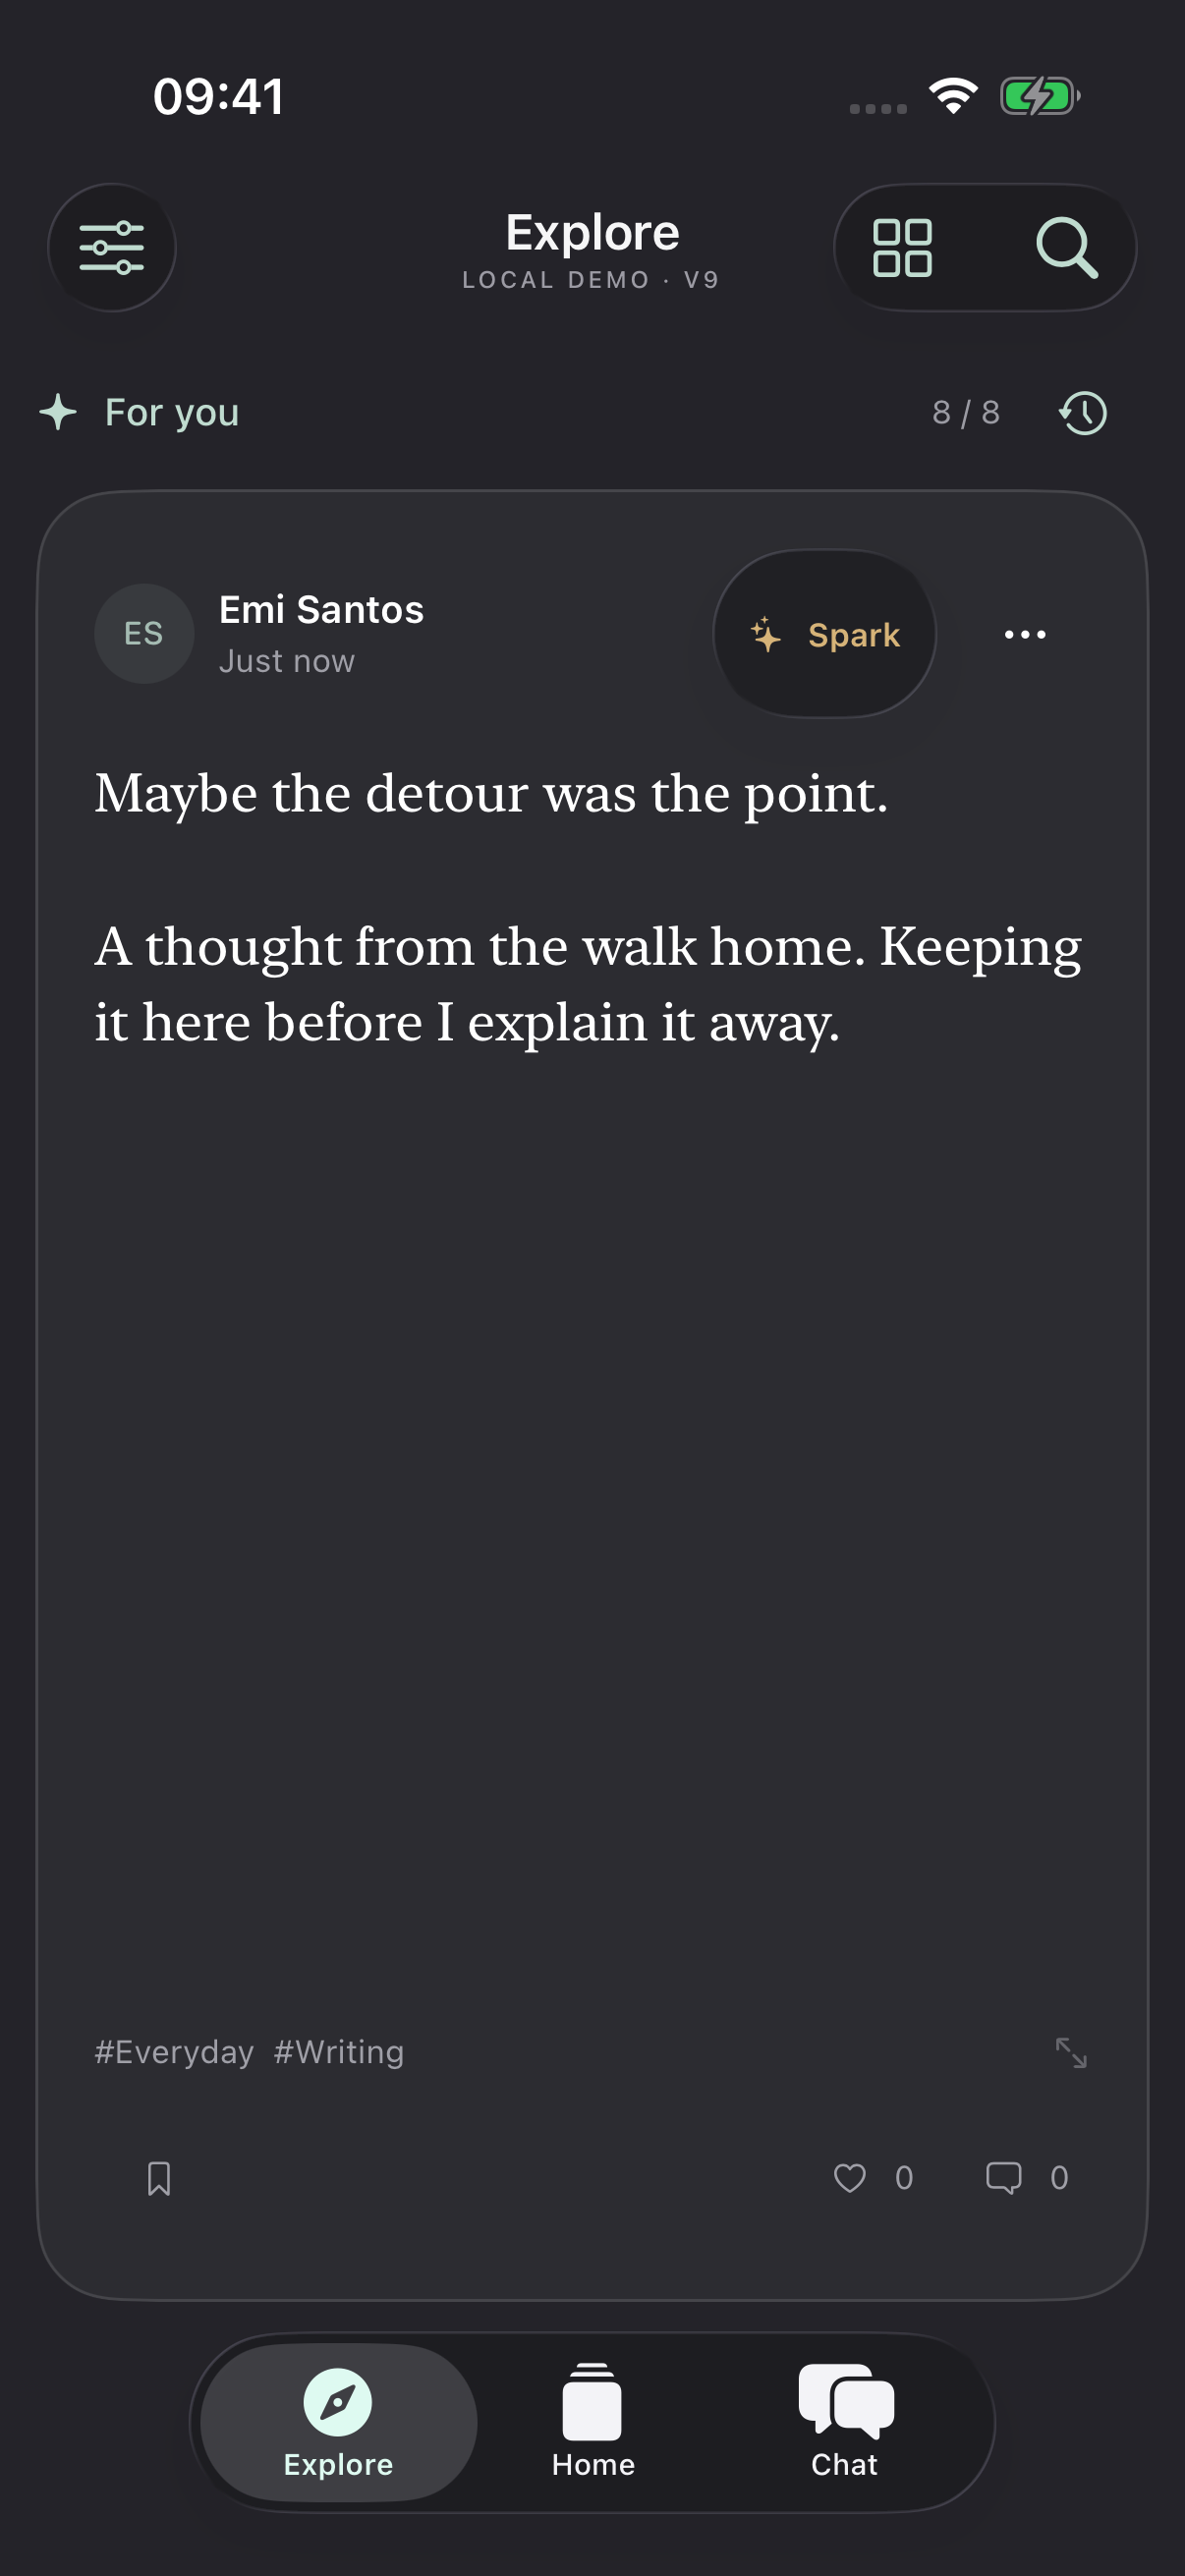 09:41
Explore
LOCAL DEMO · V9
For you
8 / 8
ES
Emi Santos
Just now
Spark
Maybe the detour was the point.
A thought from the walk home. Keeping
it here before I explain it away.
#Everyday #Writing
0
0
Explore
Home
Chat